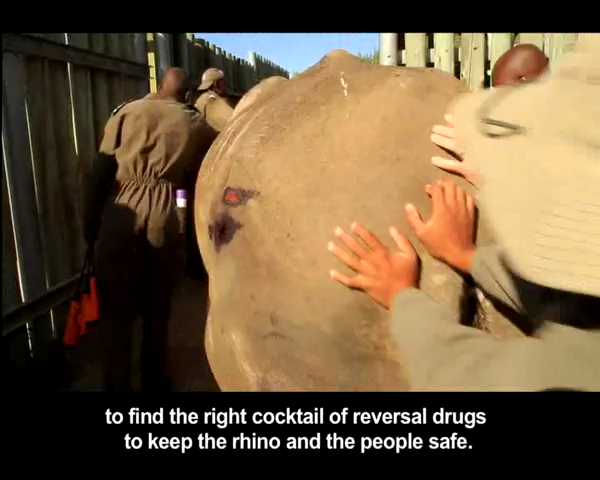 to find the right cocktail of reversal drugs
to keep the rhino and the people safe.